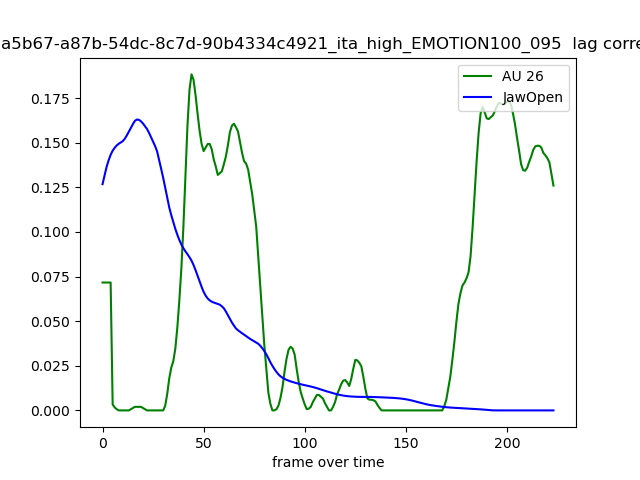 a5b67-a87b-54dc-8c7d-90b4334c4921_ita_high_EMOTION100_095 lag corre
AU 26
JawOpen
0.175
0.150
0.125
0.100
0.075
0.050
0.025
0.000
0 50 100 150 200
frame over time